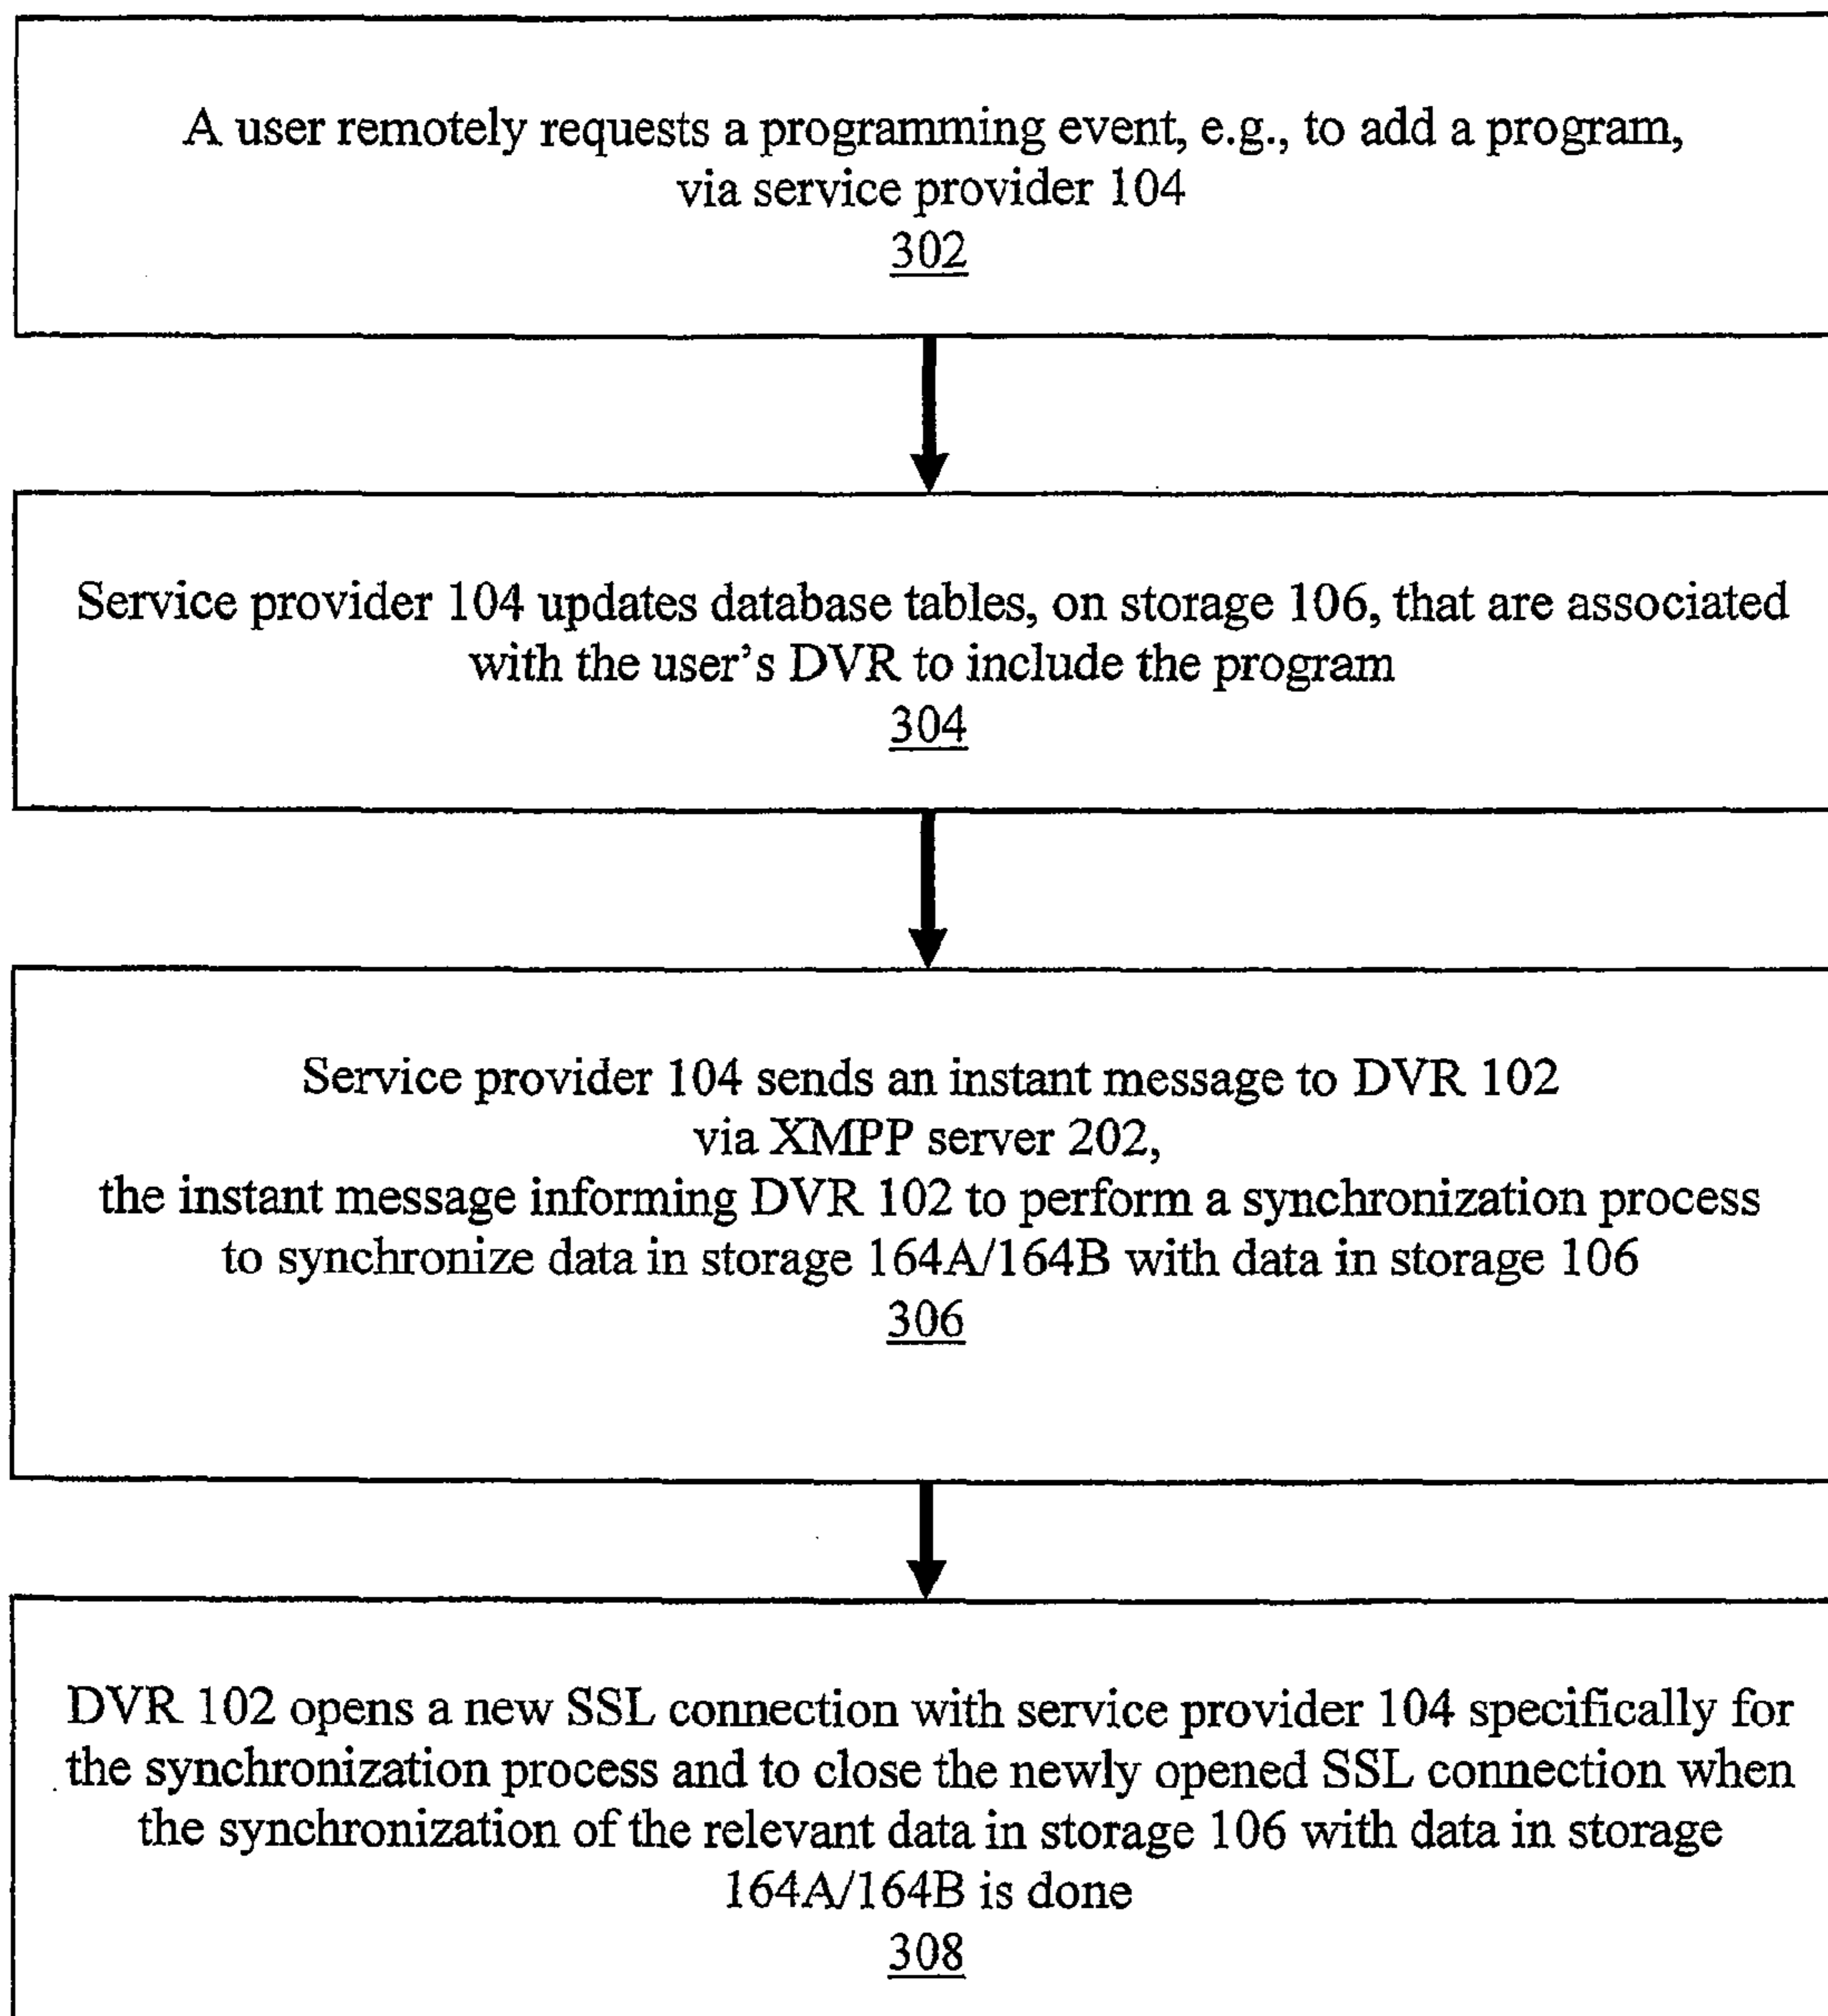 A user remotely requests a programming event, e.g., to add a program,
via service provider 104
302
Service provider 104 updates database tables, on storage 106, that are associated
with the user's DVR to include the program
304
Service provider 104 sends an instant message to DVR 102
via XMPP server 202,
the instant message informing DVR 102 to perform a synchronization process
to synchronize data in storage 164A/164B with data in storage 106
306
DVR 102 opens a new SSL connection with service provider 104 specifically for
the synchronization process and to close the newly opened SSL connection when
the synchronization of the relevant data in storage 106 with data in storage
164A/164B is done
308